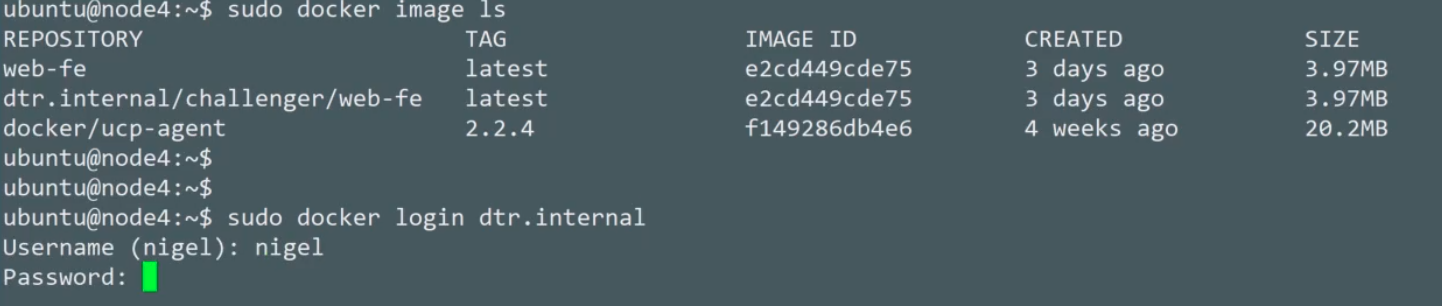 ubuntu@node4:~$ sudo docker image ls
REPOSITORY TAG IMAGE ID CREATED SIZE
web-fe latest e2cd449cde75 3 days ago 3.97MB
dtr.internal/challenger/web-fe latest e2cd449cde75 3 days ago 3.97MB
docker/ucp-agent 2.2.4 f149286db4e6 4 weeks ago 20.2MB
ubuntu@node4:~$
ubuntu@node4:~$
ubuntu@node4:~$ sudo docker login dtr.internal
Username (nigel): nigel
Password: